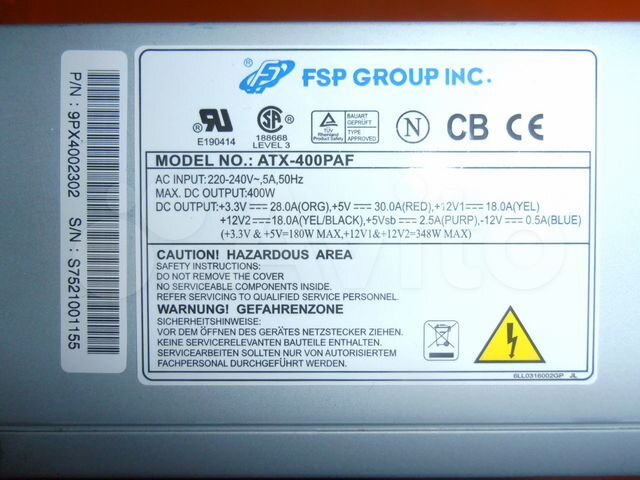 FSP GROUP INC.
E190414
188668
LEVEL 3
TÜV
Rheinland
Product Safety
BAUART
GEPRÜFT
TYPE
APPROVED
N
CB
CE
MODEL NO.: ATX-400PAF
AC INPUT:220-240V~,5A,50Hz
MAX. DC OUTPUT:400W
DC OUTPUT:+3.3V⎓28.0A(ORG),+5V⎓30.0A(RED),+12V1⎓18.0A(YEL)
+12V2⎓18.0A(YEL/BLACK),+5Vsb⎓2.5A(PURP),-12V⎓0.5A(BLUE)
(+3.3V &+5V=180W MAX,+12V1&+12V2=348W MAX)
CAUTION! HAZARDOUS AREA
SAFETY INSTRUCTIONS:
DO NOT REMOVE THE COVER
NO SERVICEABLE COMPONENTS INSIDE.
REFER SERVICING TO QUALIFIED SERVICE PERSONNEL.
WARNUNG! GEFAHRENZONE
SICHERHEITSHINWEISE:
VOR DEM ÖFFNEN DES GERÄTES NETZSTECKER ZIEHEN.
KEINE SERVICERELEVANTEN BAUTEILE ENTHALTEN.
SERVICEARBEITEN SOLLTEN NUR VON AUSGEBILDETEM
FACHPERSONAL DURCHGEFÜHRT WERDEN.
6LL0316002GP JL
P/N : 9PX4002302 S/N : S7521001155
Avito